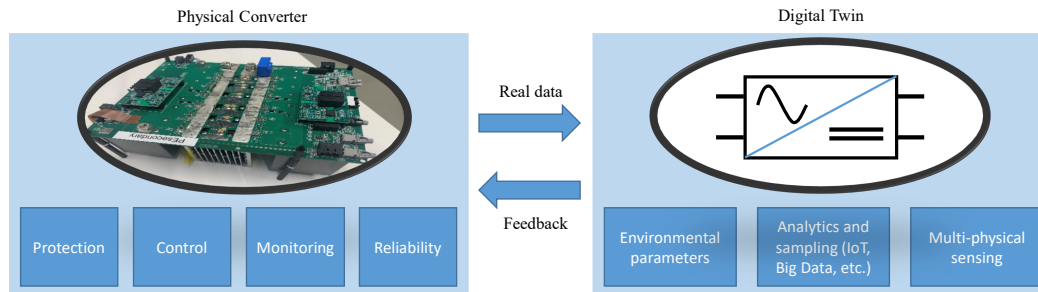 Physical Converter
Digital Twin
PEsecondary
Real data
Feedback
Protection
Control
Monitoring
Reliability
Environmental
parameters
Analytics and
sampling (IoT,
Big Data, etc.)
Multi-physical
sensing